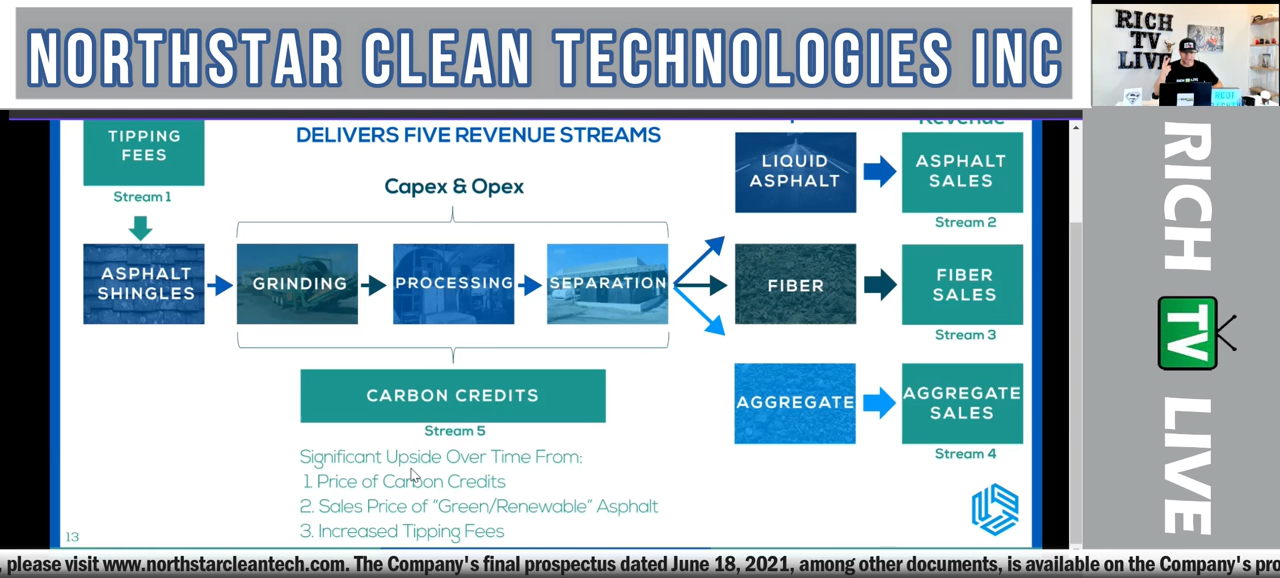 NORTHSTAR CLEAN TECHNOLOGIES INC
RICH
TV
LIVE
TIPPING
FEES
Stream 1
DELIVERS FIVE REVENUE STREAMS
Capex & Opex
Revenue
LIQUID
ASPHALT
ASPHALT
SALES
Stream 2
ASPHALT
SHINGLES
GRINDING
PROCESSING
SEPARATION
FIBER
FIBER
SALES
Stream 3
CARBON CREDITS
Stream 5
AGGREGATE
AGGREGATE
SALES
Stream 4
Significant Upside Over Time From:
1. Price of Carbon Credits
2. Sales Price of “Green/Renewable” Asphalt
3. Increased Tipping Fees
13
RICH
TV
LIVE
, please visit www.northstarcleantech.com. The Company's final prospectus dated June 18, 2021, among other documents, is available on the Company's pro